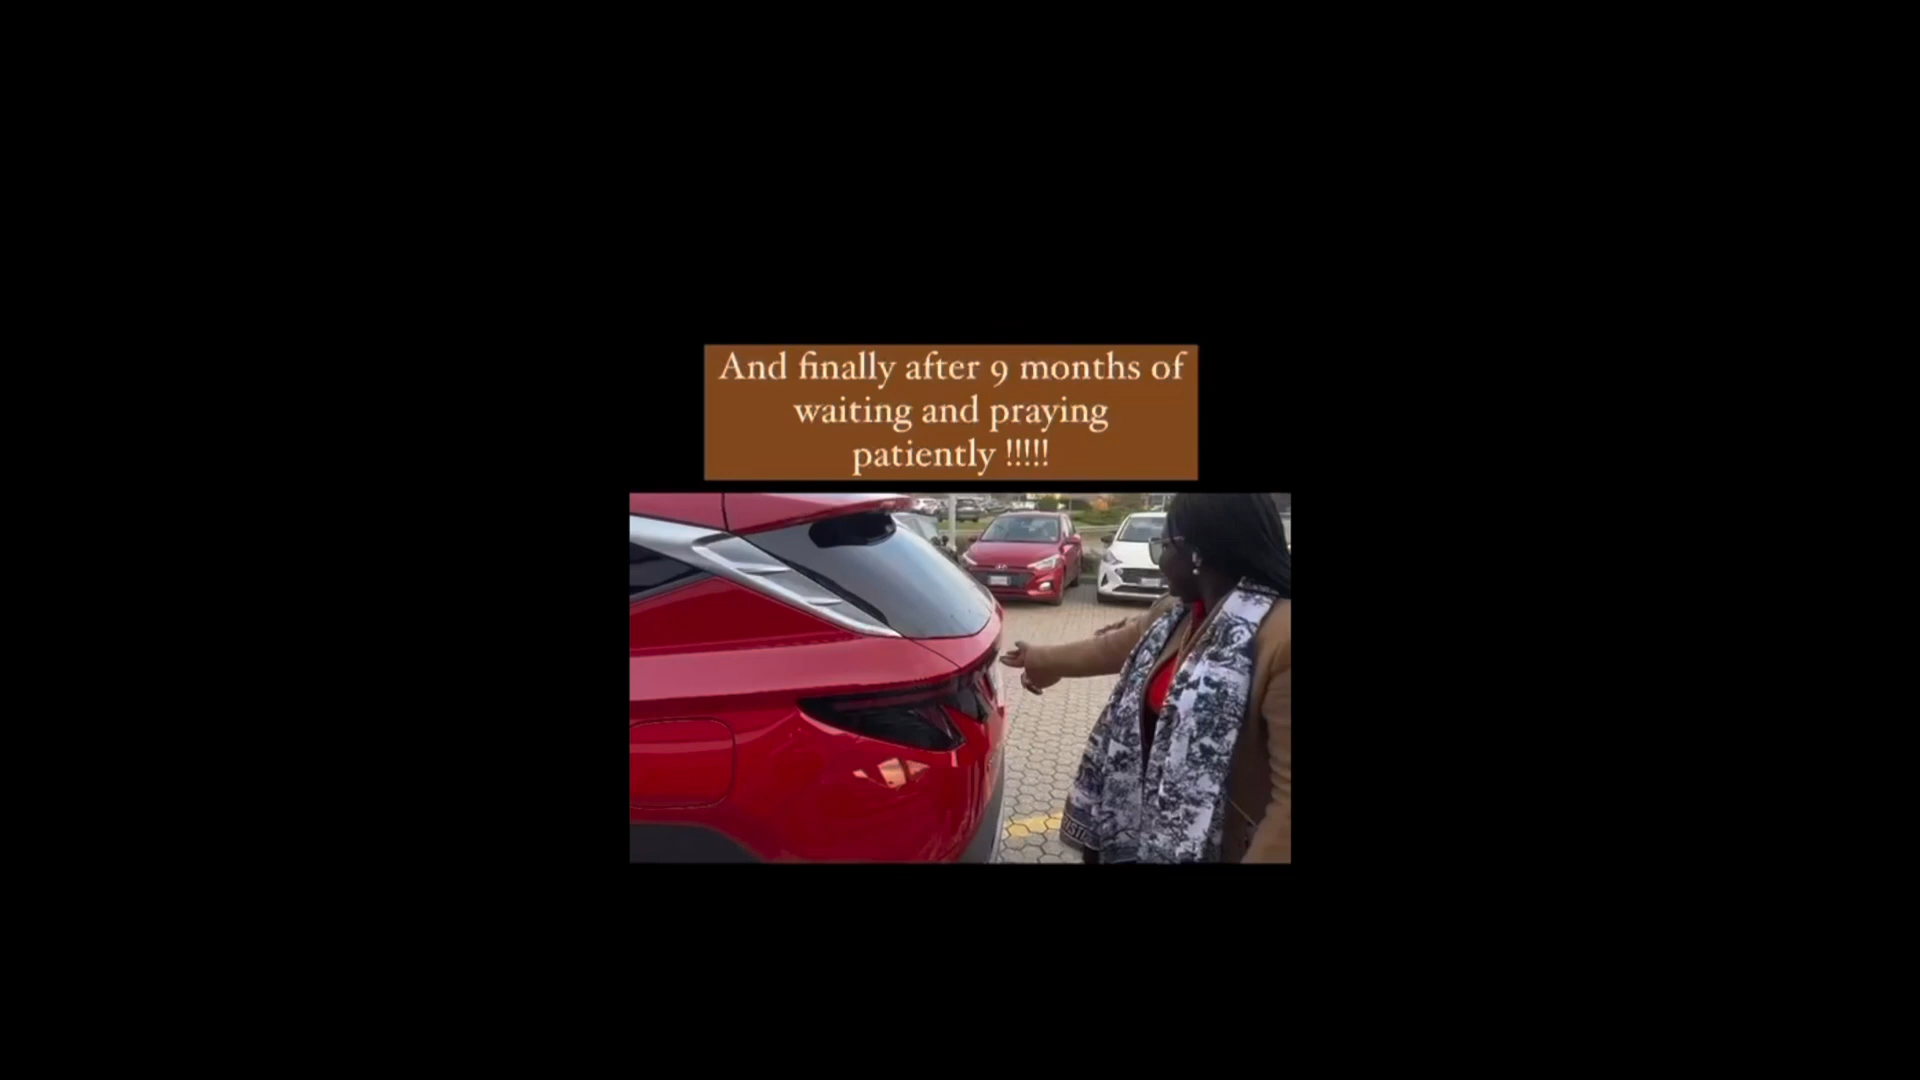 And finally after 9 months of
waiting and praying
patiently !!!!!